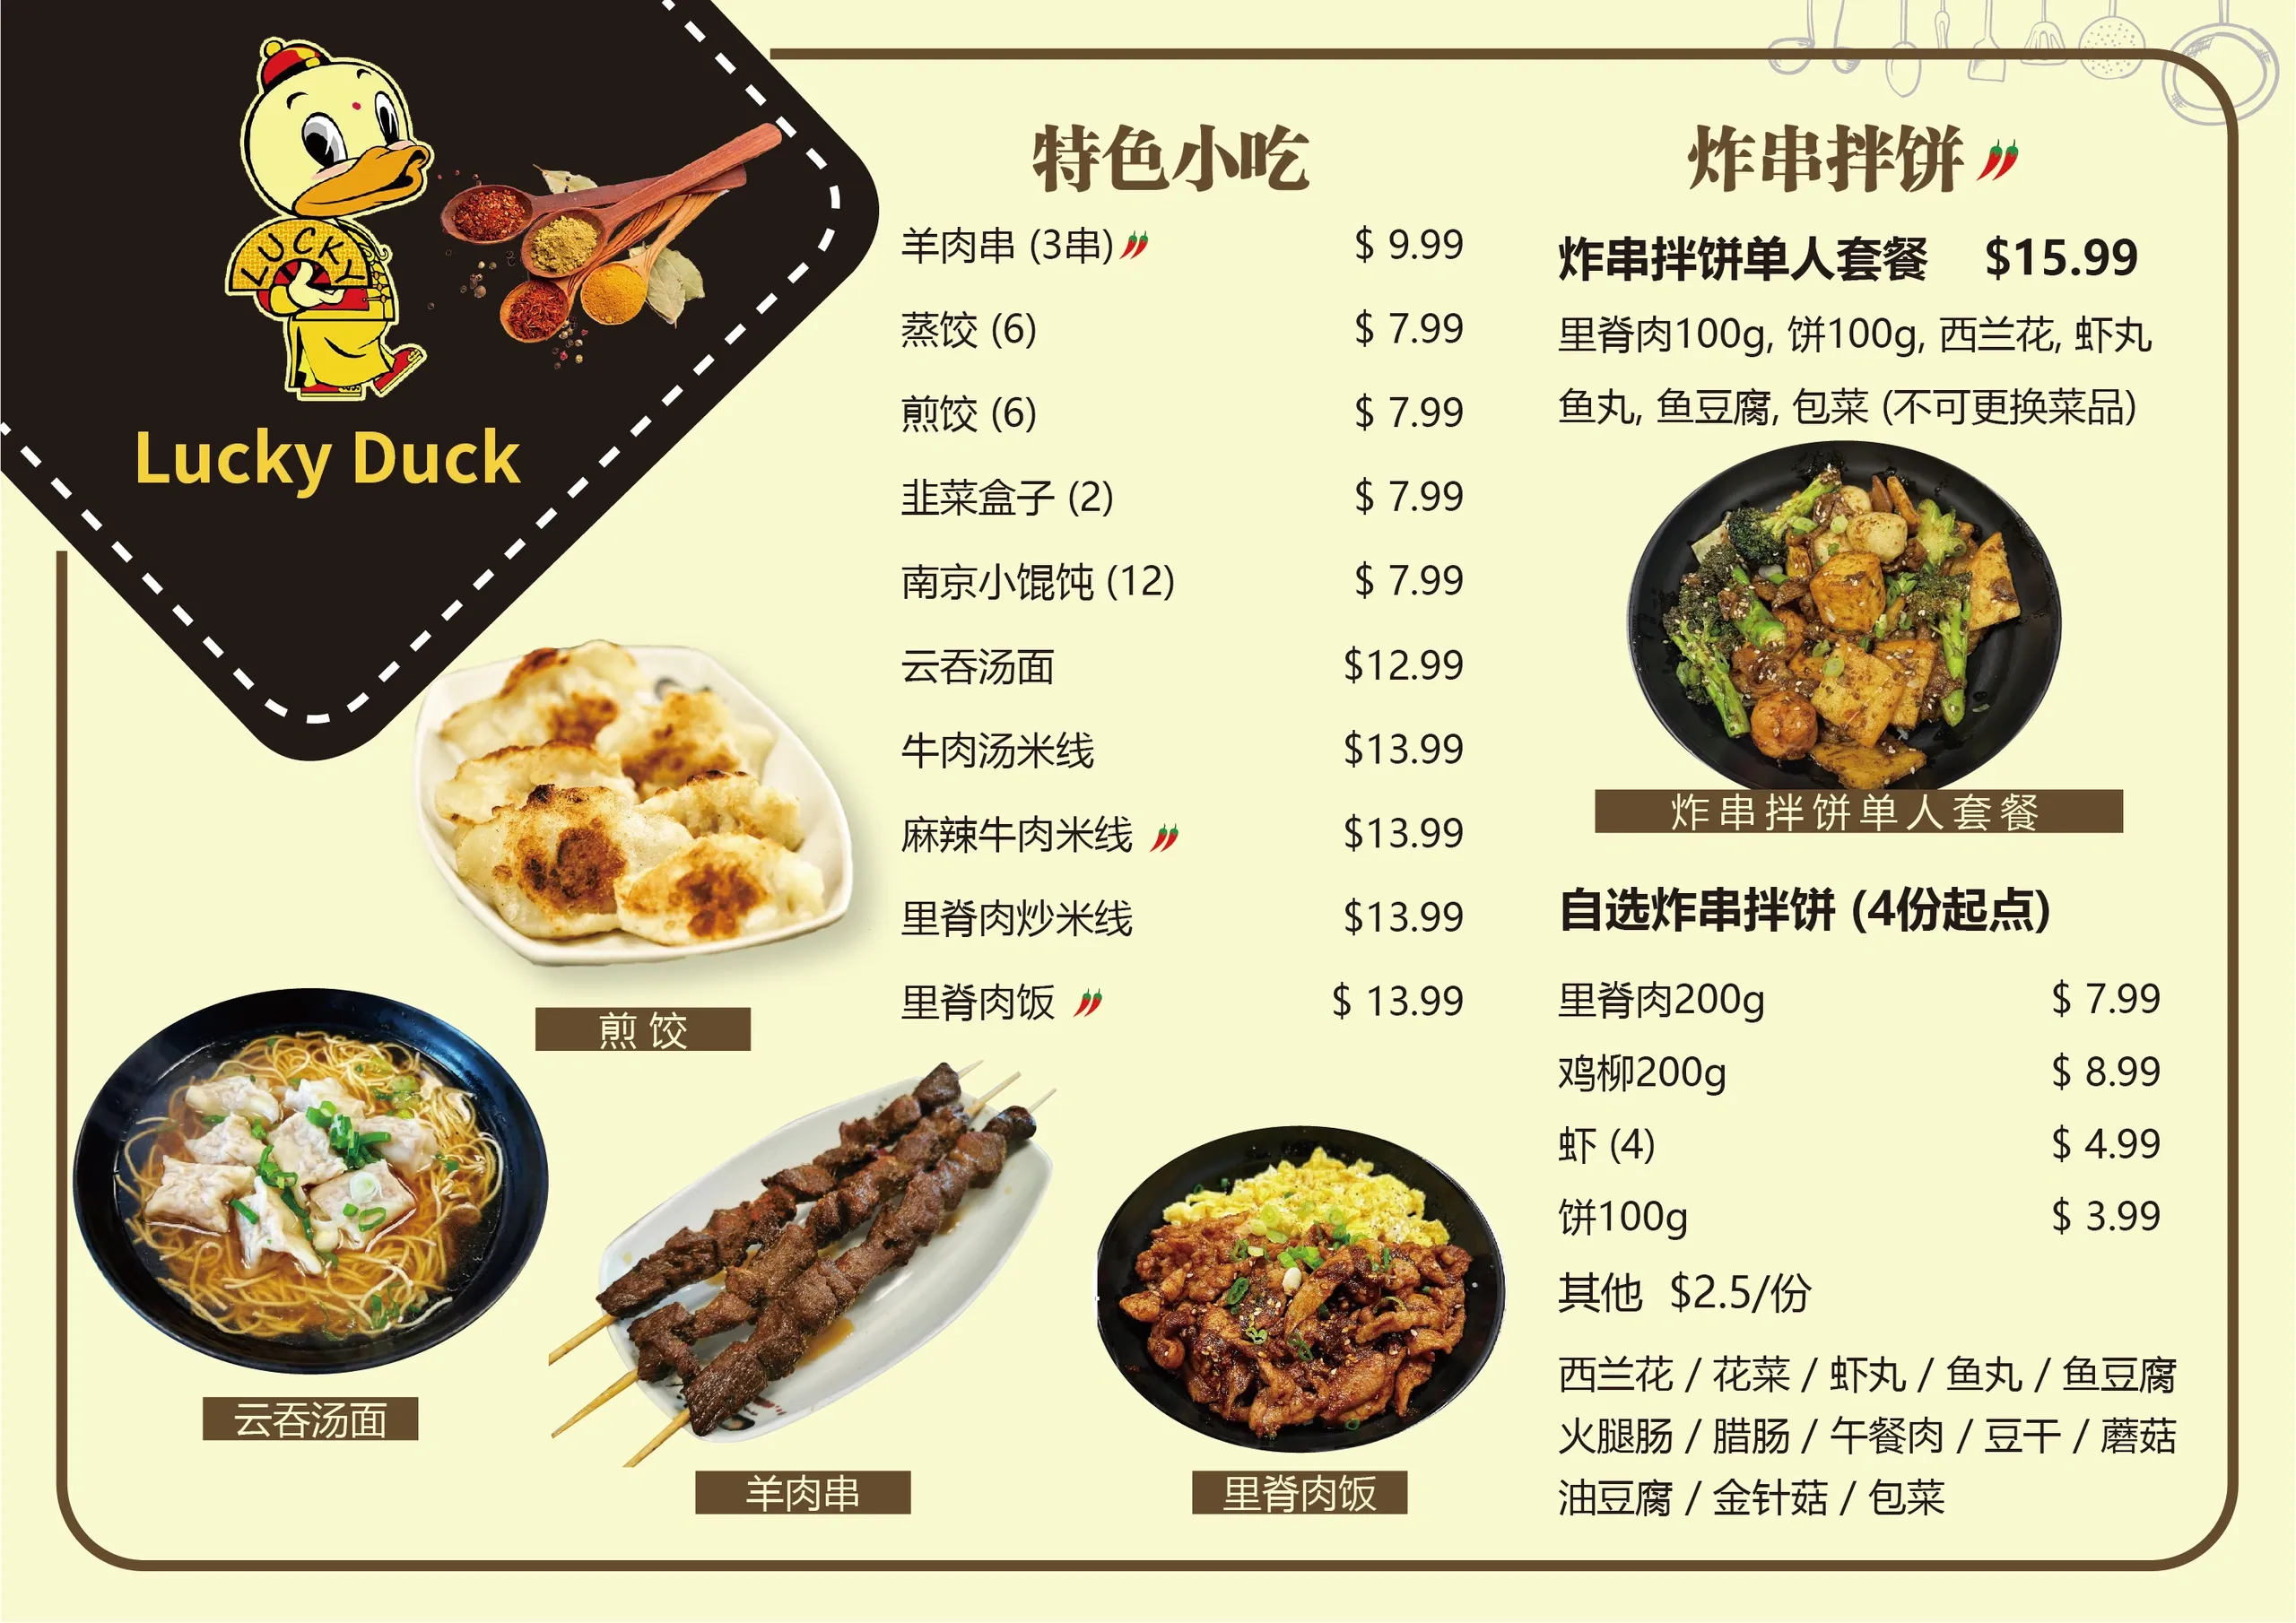 LUCKY
Lucky Duck
特色小吃
羊肉串 (3串) $ 9.99
蒸饺 (6) $ 7.99
煎饺 (6) $ 7.99
韭菜盒子 (2) $ 7.99
南京小馄饨 (12) $ 7.99
云吞汤面 $12.99
牛肉汤米线 $13.99
麻辣牛肉米线 $13.99
里脊肉炒米线 $13.99
里脊肉饭 $ 13.99
炸串拌饼
炸串拌饼单人套餐 $15.99
里脊肉100g, 饼100g, 西兰花, 虾丸
鱼丸, 鱼豆腐, 包菜 (不可更换菜品)
炸串拌饼单人套餐
自选炸串拌饼 (4份起点)
里脊肉200g $ 7.99
鸡柳200g $ 8.99
虾 (4) $ 4.99
饼100g $ 3.99
其他 $2.5/份
西兰花 / 花菜 / 虾丸 / 鱼丸 / 鱼豆腐
火腿肠 / 腊肠 / 午餐肉 / 豆干 / 蘑菇
油豆腐 / 金针菇 / 包菜
煎饺
云吞汤面
羊肉串
里脊肉饭